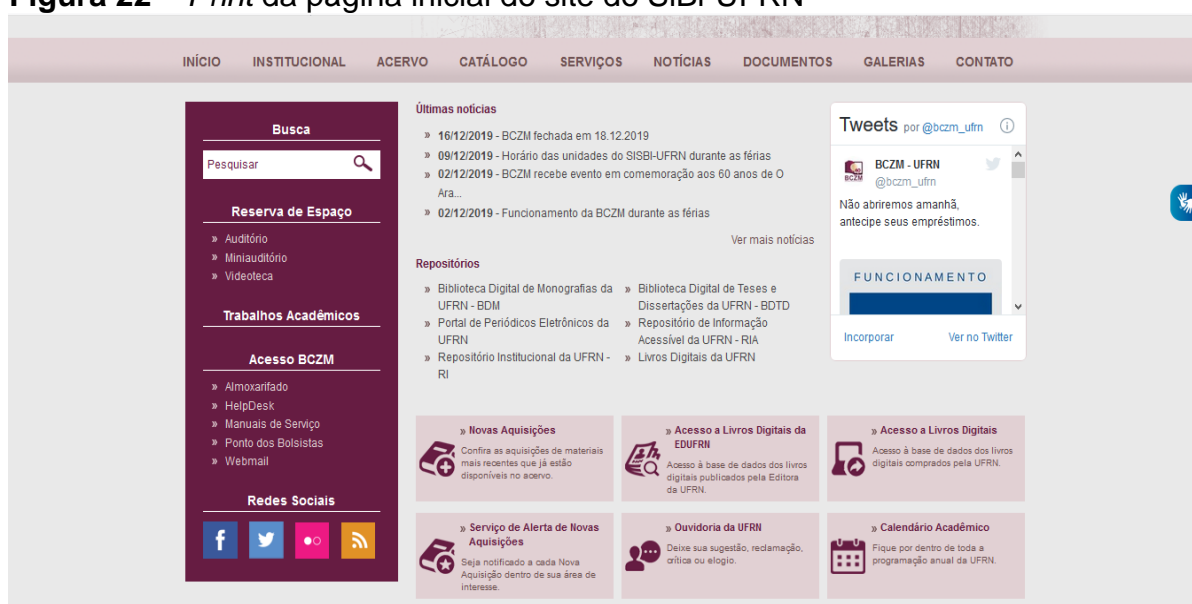 Figura 22 – Print da página inicial do site do SIBI-UFRN
INÍCIO INSTITUCIONAL ACERVO CATÁLOGO SERVIÇOS NOTÍCIAS DOCUMENTOS GALERIAS CONTATO
Busca
Pesquisar
Reserva de Espaço
» Auditório
» Miniauditório
» Videoteca
Trabalhos Acadêmicos
Acesso BCZM
» Almoxarifado
» HelpDesk
» Manuais de Serviço
» Ponto dos Bolsistas
» Webmail
Redes Sociais
Últimas notícias
» 16/12/2019 - BCZM fechada em 18.12.2019
» 09/12/2019 - Horário das unidades do SISBI-UFRN durante as férias
» 02/12/2019 - BCZM recebe evento em comemoração aos 60 anos de O
Ara...
» 02/12/2019 - Funcionamento da BCZM durante as férias
Ver mais notícias
Repositórios
» Biblioteca Digital de Monografias da
UFRN - BDM
» Portal de Periódicos Eletrônicos da
UFRN
» Repositório Institucional da UFRN -
RI
» Biblioteca Digital de Teses e
Dissertações da UFRN - BDTD
» Repositório de Informação
Acessível da UFRN - RIA
» Livros Digitais da UFRN
Tweets por @bczm_ufrn
BCZM
BCZM - UFRN
@bczm_ufrn
Não abriremos amanhã,
antecipe seus empréstimos.
FUNCIONAMENTO
Incorporar Ver no Twitter
» Novas Aquisições
Confira as aquisições de materiais
mais recentes que já estão
disponíveis no acervo.
» Acesso a Livros Digitais da
EDUFRN
Acesso à base de dados dos livros
digitais publicados pela Editora
da UFRN.
» Acesso a Livros Digitais
Acesso à base de dados dos livros
digitais comprados pela UFRN.
» Serviço de Alerta de Novas
Aquisições
Seja notificado a cada Nova
Aquisição dentro de sua área de
interesse.
» Ouvidoria da UFRN
Deixe sua sugestão, reclamação,
crítica ou elogio.
» Calendário Acadêmico
Fique por dentro de toda a
programação anual da UFRN.